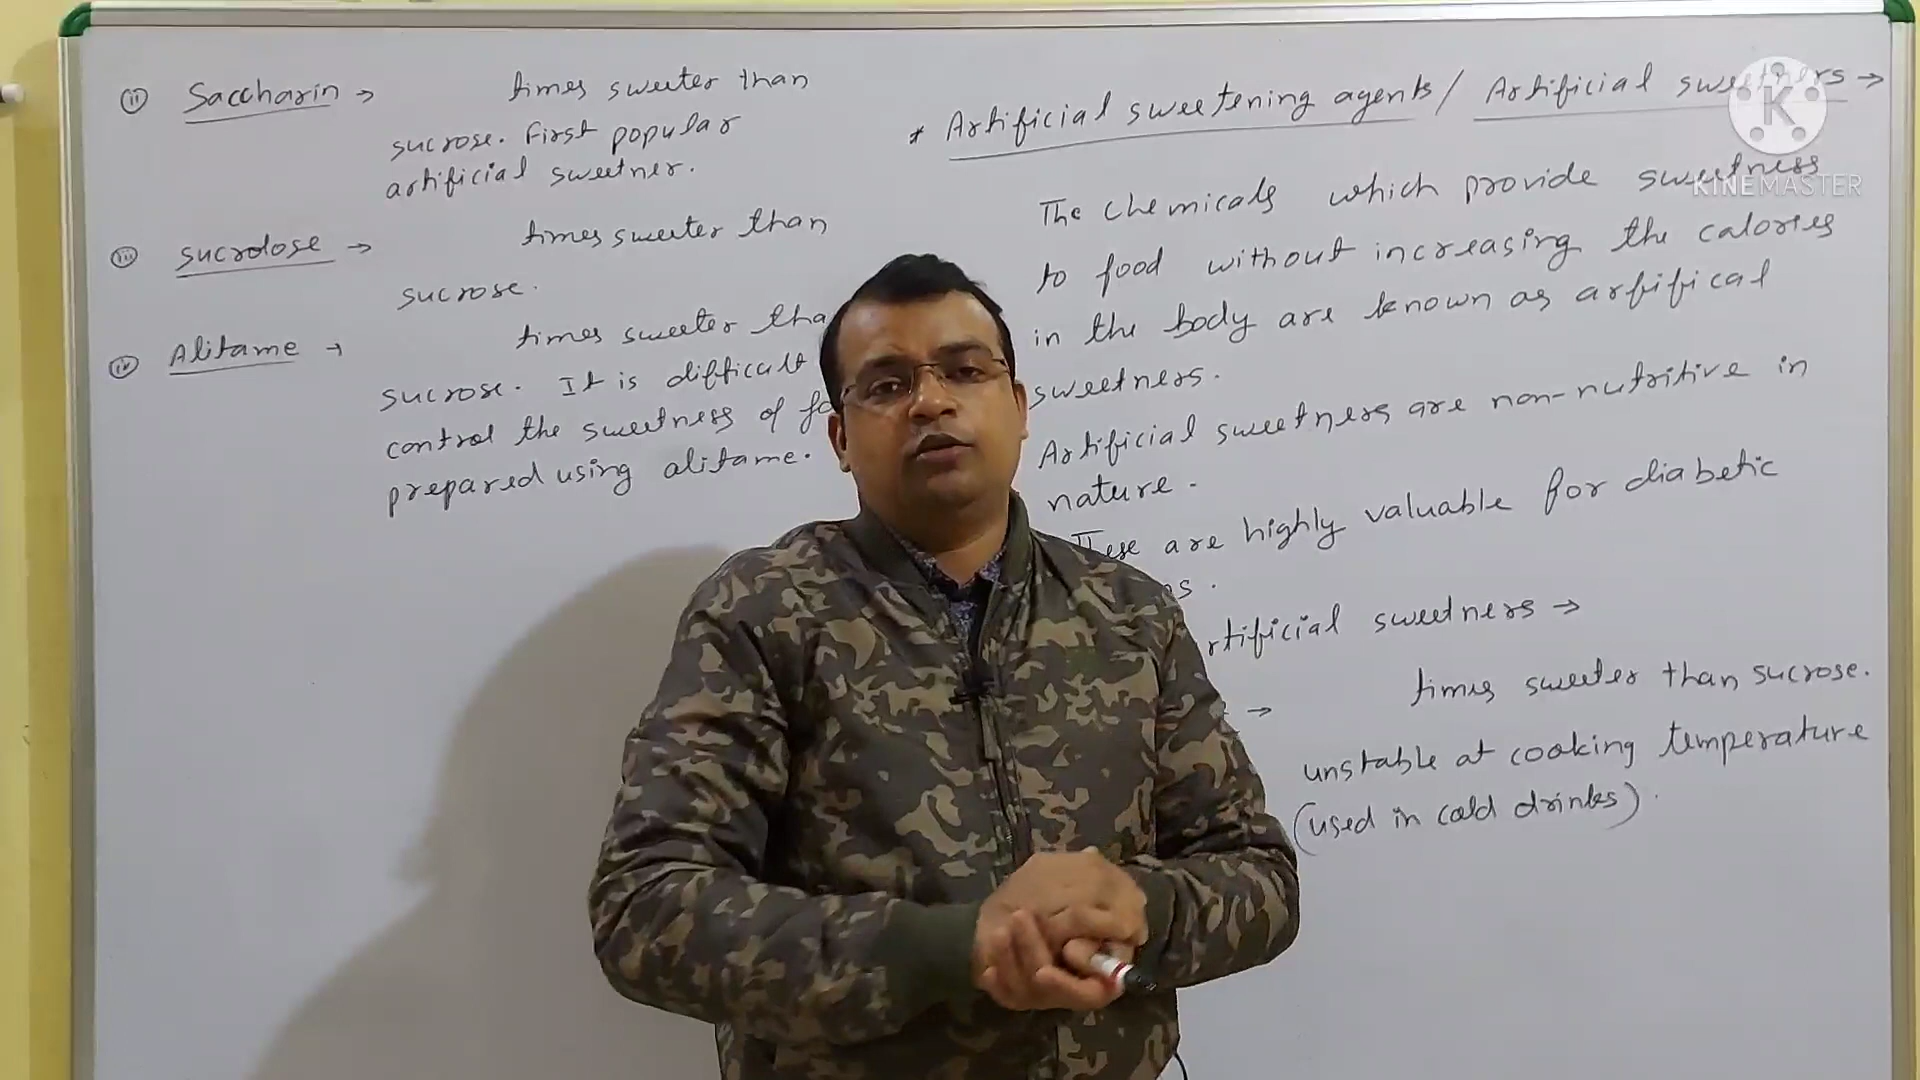 * Artificial sweetening agents / Artificial sweetners →
The chemicals which provide sweetness
to food without increasing the calories
in the body are known as artifical
sweetners.
Artificial sweetners are non-nutritive in
nature.
These are highly valuable for diabetic
rtificial sweetners →
→ times sweeter than sucrose.
unstable at cooking temperature
(used in cold drinks).
(ii) Saccharin → times sweeter than
sucrose. First popular
artificial sweetner.
(iii) sucrolose → times sweeter than
sucrose.
(iv) Alitame → times sweeter tha
sucrose. It is difficult
control the sweetness of fo
prepared using alitame.
K
KINEMASTER